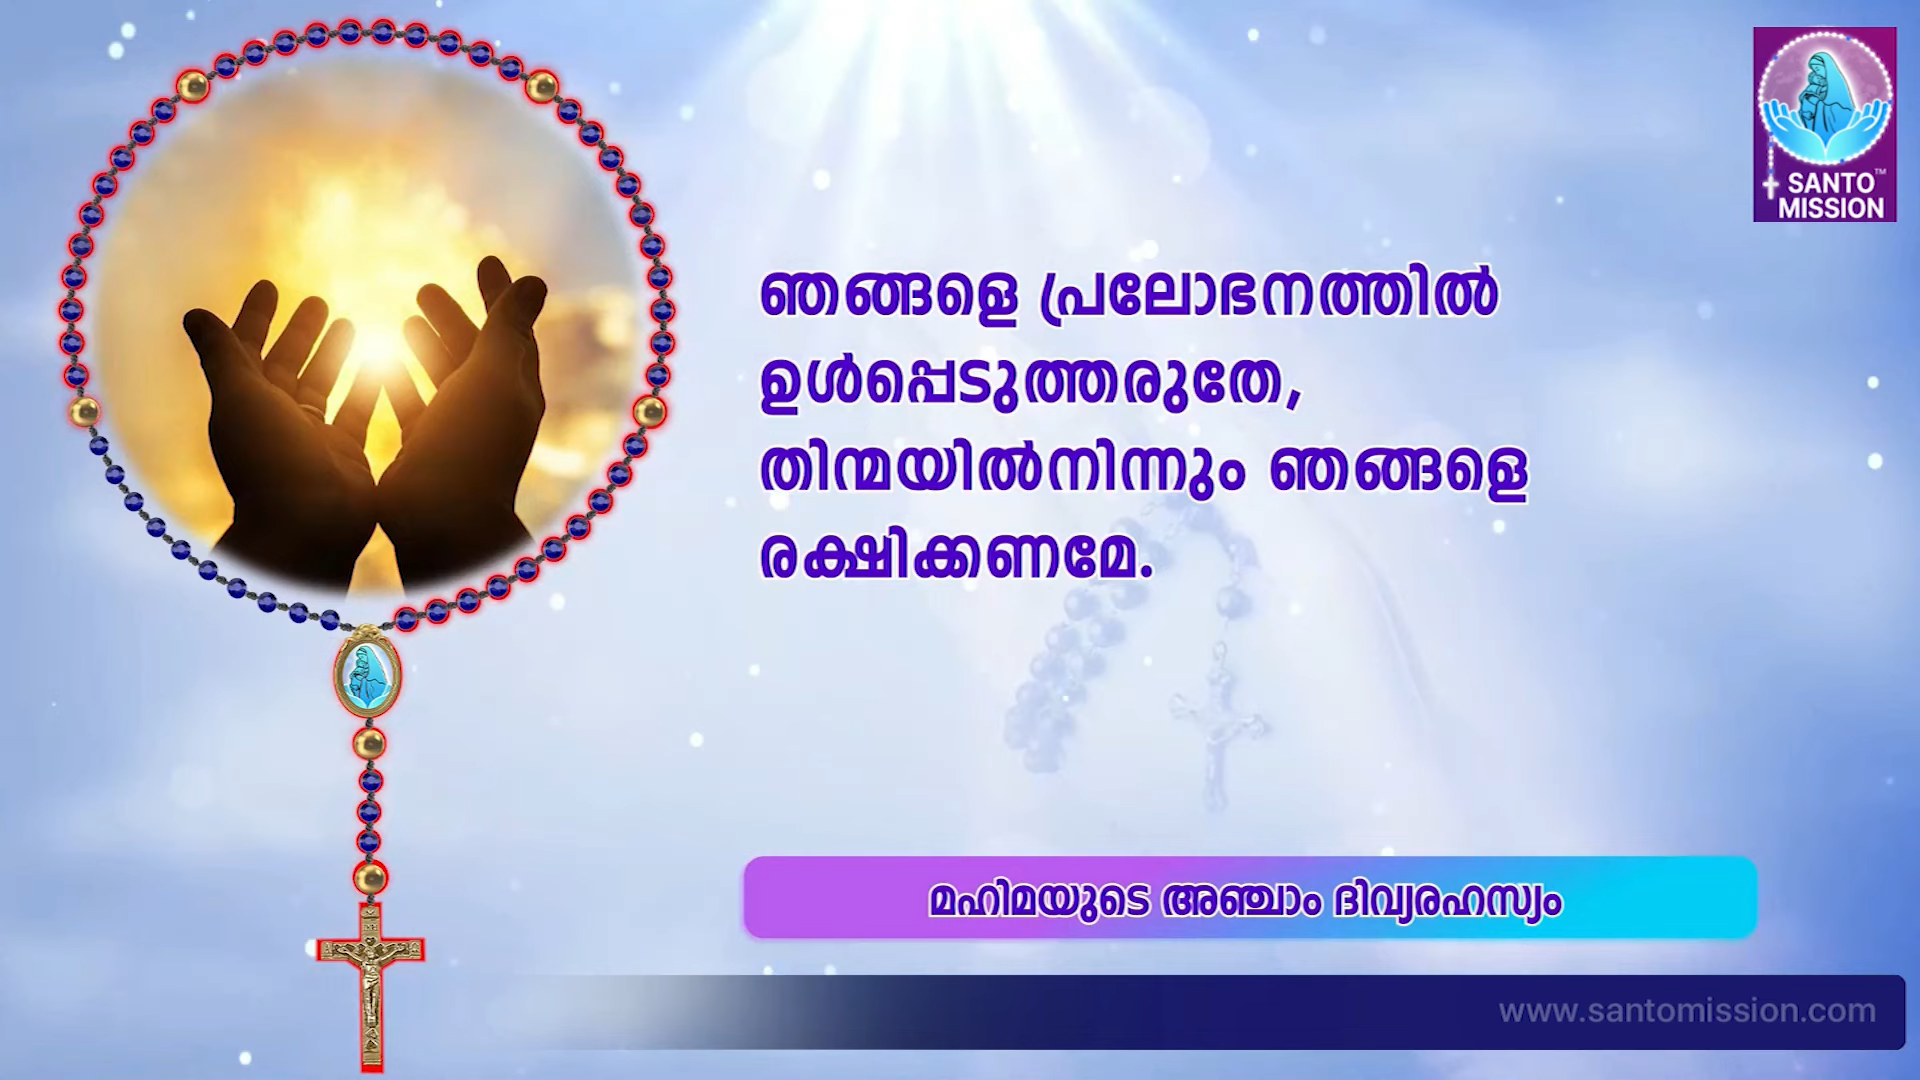 SANTO™
MISSION
ഞങ്ങളെ പ്രലോഭനത്തിൽ
ഉൾപ്പെടുത്തരുതേ,
തിന്മയിൽനിന്നും ഞങ്ങളെ
രക്ഷിക്കണമേ.
മഹിമയുടെ അഞ്ചാം ദിവ്യരഹസ്യം
www.santomission.com